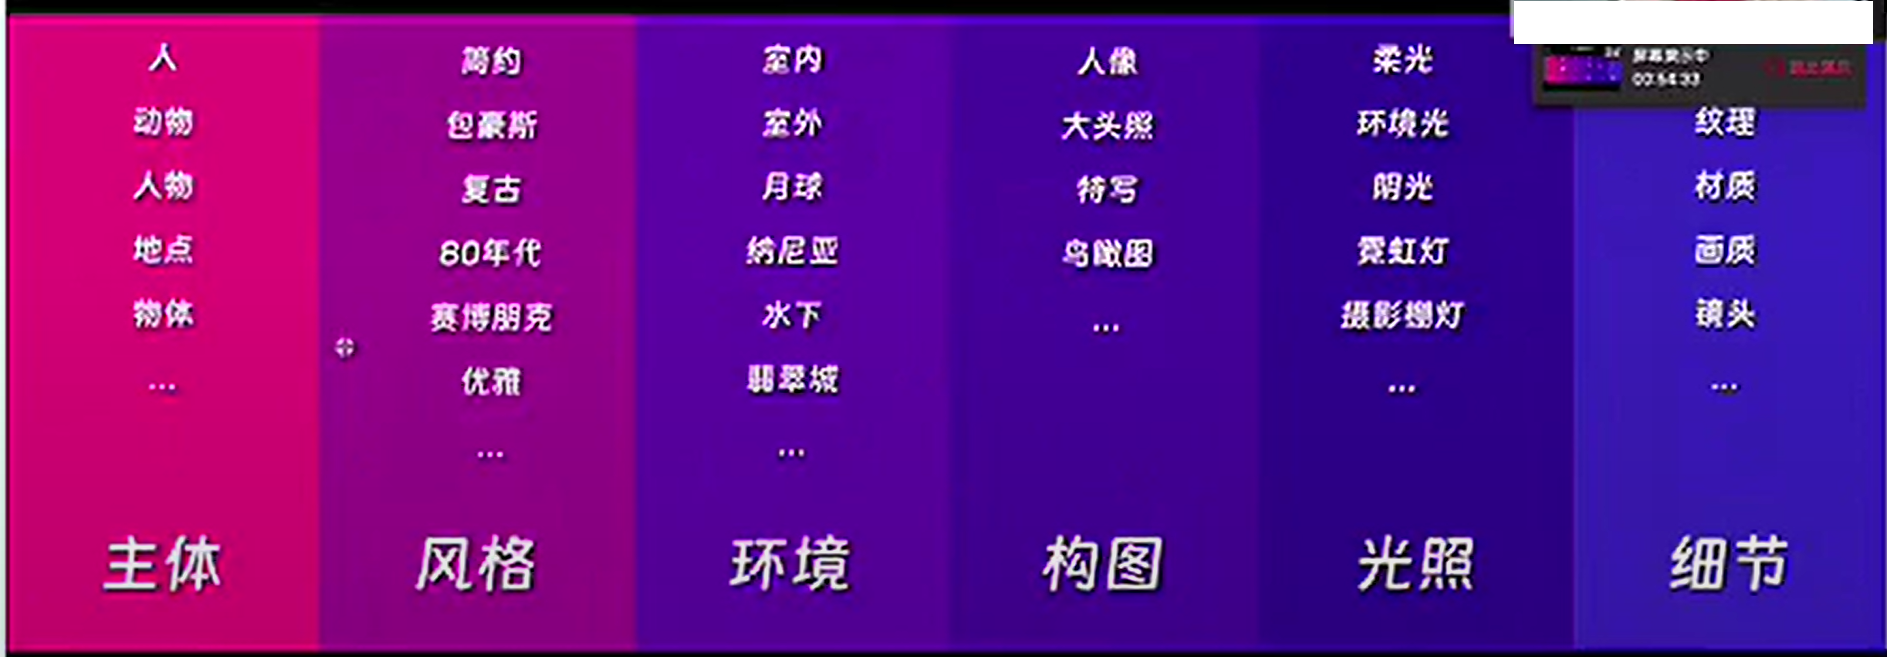 人
动物
人物
地点
物体
...
主体
简约
包豪斯
复古
80年代
赛博朋克
优雅
...
风格
室内
室外
月球
纳尼亚
水下
翡翠城
...
环境
人像
大头照
特写
鸟瞰图
...
构图
柔光
环境光
阴光
霓虹灯
摄影棚灯
...
光照
纹理
材质
画质
镜头
...
细节